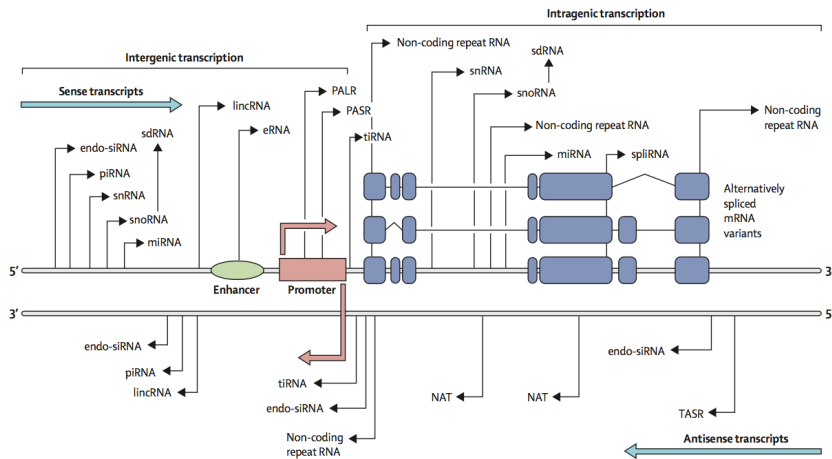 Intragenic transcription
Intergenic transcription
Non-coding repeat RNA
sdRNA
snRNA
snoRNA
Sense transcripts
PALR
lincRNA
PASR
Non-coding
repeat RNA
eRNA
Non-coding repeat RNA
sdRNA
tiRNA
endo-siRNA
miRNA
spliRNA
piRNA
snRNA
Alternatively
spliced
mRNA
variants
snoRNA
miRNA
5′
3
Enhancer
Promoter
3′
5
endo-siRNA
endo-siRNA
piRNA
tiRNA
lincRNA
NAT
NAT
endo-siRNA
TASR
Non-coding
repeat RNA
Antisense transcripts